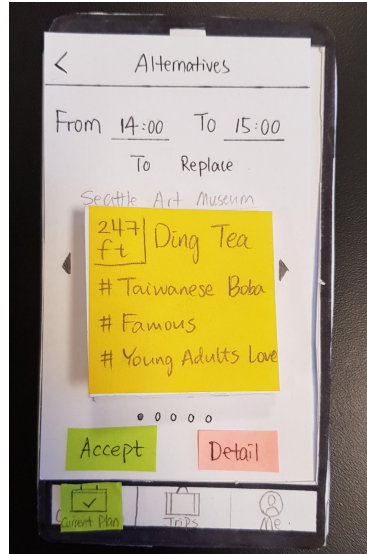 < Alternatives
From 14:00 To 15:00
To Replace
Seattle Art Museum
247 ft
Ding Tea
# Taiwanese Boba
# Famous
# Young Adults Love
Accept
Detail
Current Plan
Trips
Me